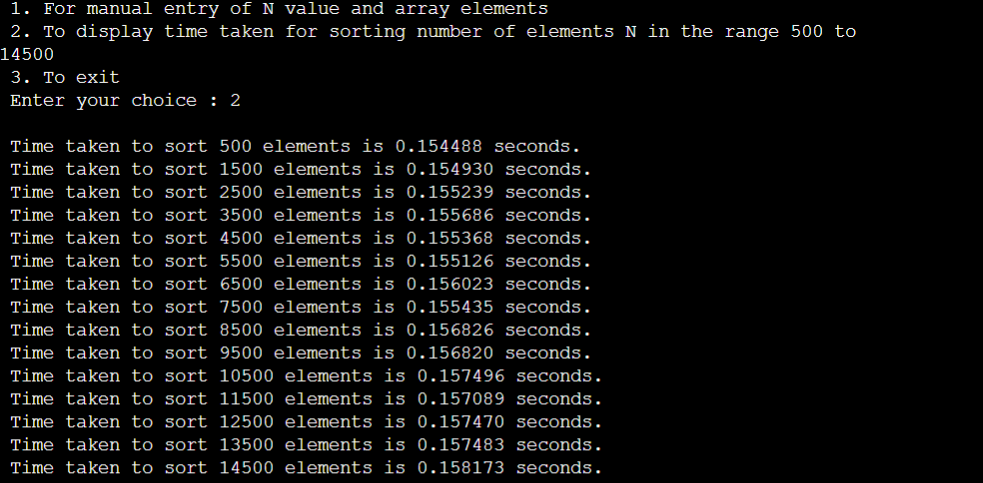 1. For manual entry of N value and array elements
2. To display time taken for sorting number of elements N in the range 500 to
14500
3. To exit
Enter your choice : 2
Time taken to sort 500 elements is 0.154488 seconds.
Time taken to sort 1500 elements is 0.154930 seconds.
Time taken to sort 2500 elements is 0.155239 seconds.
Time taken to sort 3500 elements is 0.155686 seconds.
Time taken to sort 4500 elements is 0.155368 seconds.
Time taken to sort 5500 elements is 0.155126 seconds.
Time taken to sort 6500 elements is 0.156023 seconds.
Time taken to sort 7500 elements is 0.155435 seconds.
Time taken to sort 8500 elements is 0.156826 seconds.
Time taken to sort 9500 elements is 0.156820 seconds.
Time taken to sort 10500 elements is 0.157496 seconds.
Time taken to sort 11500 elements is 0.157089 seconds.
Time taken to sort 12500 elements is 0.157470 seconds.
Time taken to sort 13500 elements is 0.157483 seconds.
Time taken to sort 14500 elements is 0.158173 seconds.